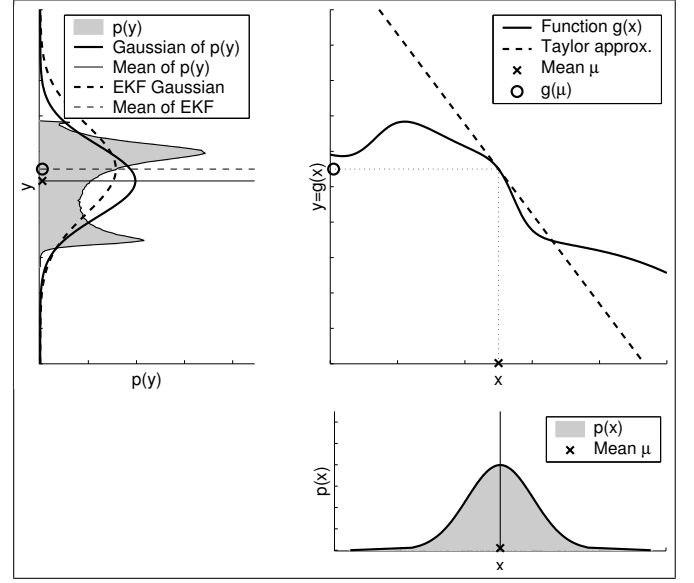 p(y)
Gaussian of p(y)
Mean of p(y)
EKF Gaussian
Mean of EKF
y
p(y)
Function g(x)
Taylor approx.
Mean μ
g(μ)
y=g(x)
x
p(x)
Mean μ
p(x)
x